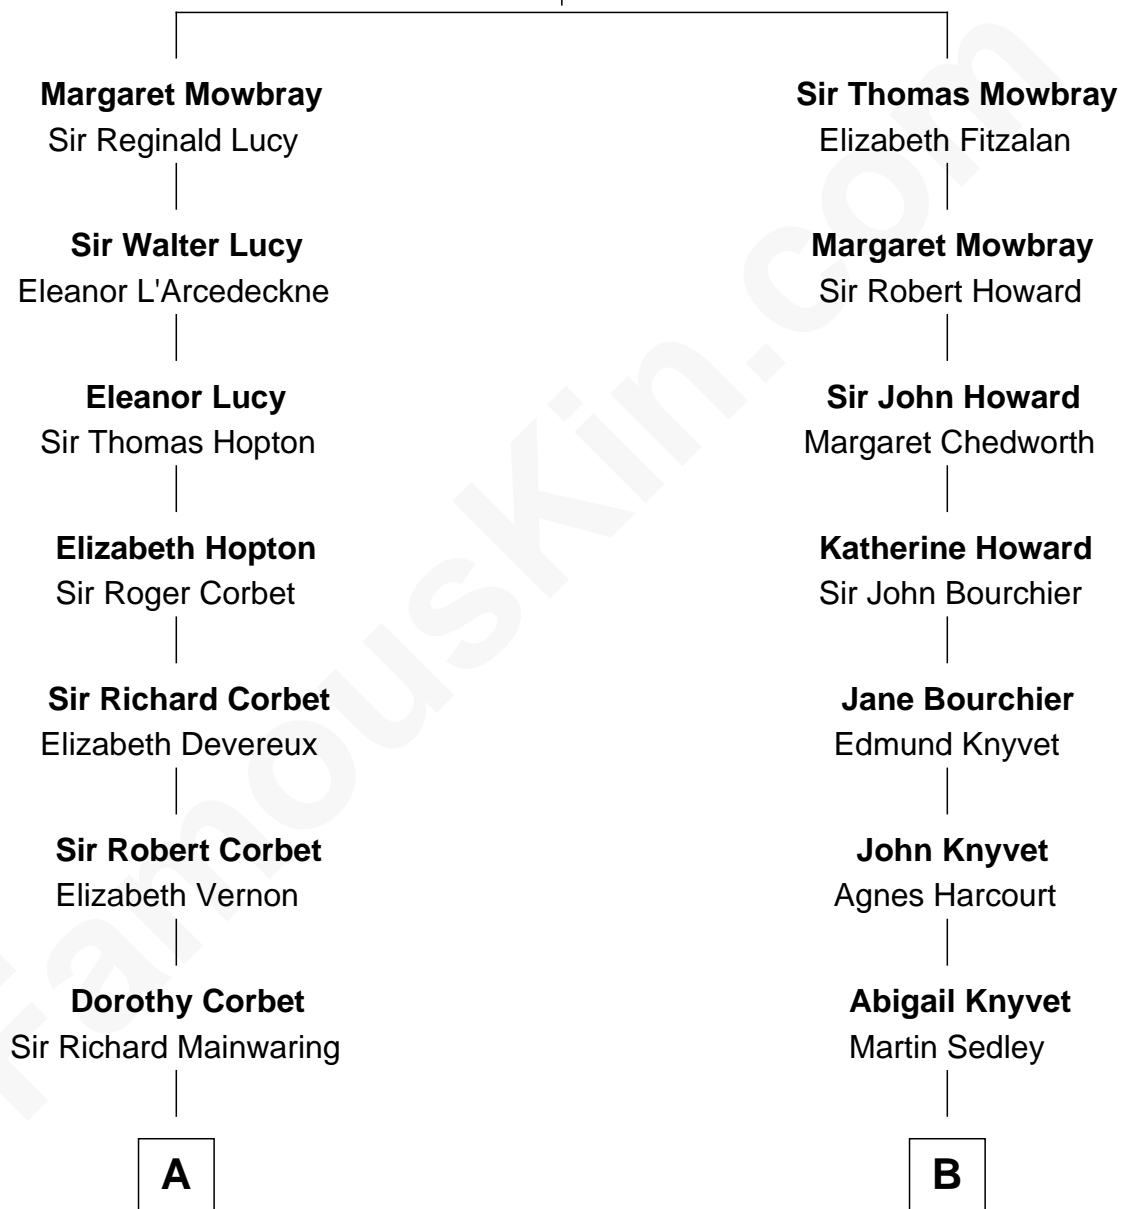 Margaret Mowbray
Sir Reginald Lucy
Sir Walter Lucy
Eleanor L'Arcedeckne
Eleanor Lucy
Sir Thomas Hopton
Elizabeth Hopton
Sir Roger Corbet
Sir Richard Corbet
Elizabeth Devereux
Sir Robert Corbet
Elizabeth Vernon
Dorothy Corbet
Sir Richard Mainwaring
A
Sir Thomas Mowbray
Elizabeth Fitzalan
Margaret Mowbray
Sir Robert Howard
Sir John Howard
Margaret Chedworth
Katherine Howard
Sir John Bourchier
Jane Bourchier
Edmund Knyvet
John Knyvet
Agnes Harcourt
Abigail Knyvet
Martin Sedley
B
FamousKin.com